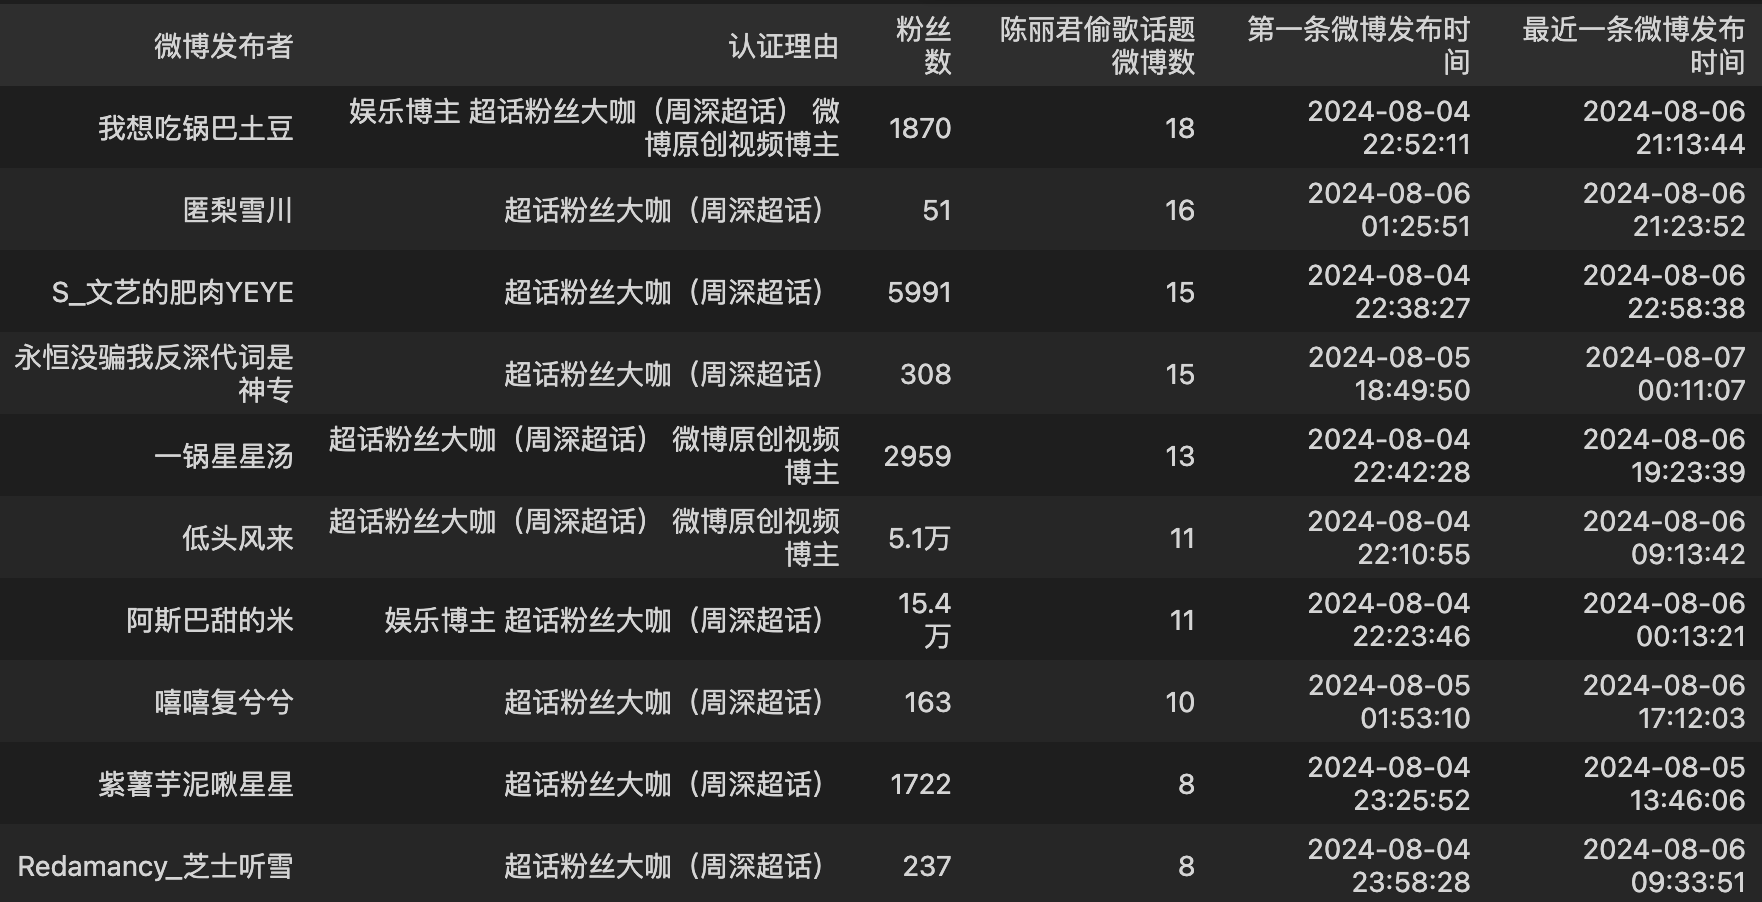 微博发布者 认证理由 粉丝数 陈丽君偷歌话题微博数 第一条微博发布时间 最近一条微博发布时间
我想吃锅巴土豆 娱乐博主 超话粉丝大咖（周深超话） 微博原创视频博主 1870 18 2024-08-04 22:52:11 2024-08-06 21:13:44
匿梨雪川 超话粉丝大咖（周深超话） 51 16 2024-08-06 01:25:51 2024-08-06 21:23:52
S_文艺的肥肉YEYE 超话粉丝大咖（周深超话） 5991 15 2024-08-04 22:38:27 2024-08-06 22:58:38
永恒没骗我反深代词是神专 超话粉丝大咖（周深超话） 308 15 2024-08-05 18:49:50 2024-08-07 00:11:07
一锅星星汤 超话粉丝大咖（周深超话） 微博原创视频博主 2959 13 2024-08-04 22:42:28 2024-08-06 19:23:39
低头风来 超话粉丝大咖（周深超话） 微博原创视频博主 5.1万 11 2024-08-04 22:10:55 2024-08-06 09:13:42
阿斯巴甜的米 娱乐博主 超话粉丝大咖（周深超话） 15.4万 11 2024-08-04 22:23:46 2024-08-06 00:13:21
嘻嘻复兮兮 超话粉丝大咖（周深超话） 163 10 2024-08-05 01:53:10 2024-08-06 17:12:03
紫薯芋泥啾星星 超话粉丝大咖（周深超话） 1722 8 2024-08-04 23:25:52 2024-08-05 13:46:06
Redamancy_芝士听雪 超话粉丝大咖（周深超话） 237 8 2024-08-04 23:58:28 2024-08-06 09:33:51